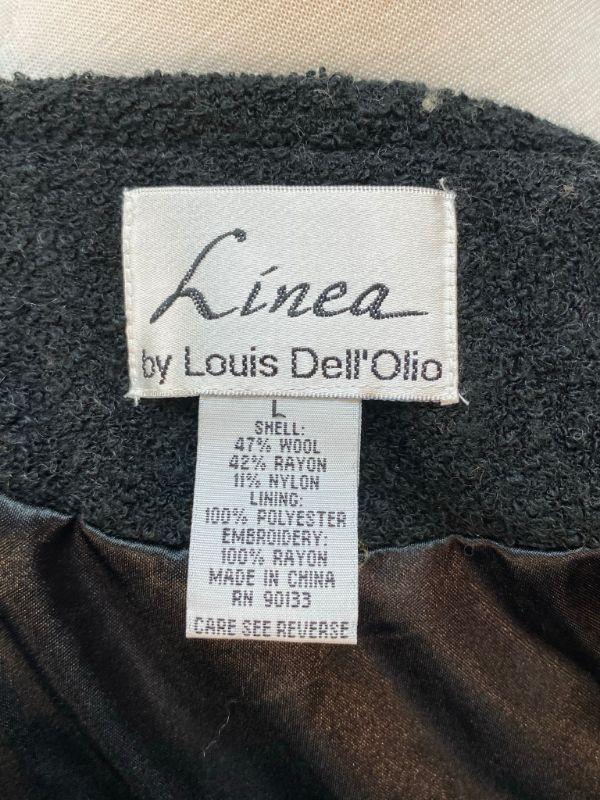 Linea
by Louis Dell'Olio
L
SHELL:
47% WOOL
42% RAYON
11% NYLON
LINING:
100% POLYESTER
EMBROIDERY:
100% RAYON
MADE IN CHINA
RN 90133
CARE SEE REVERSE